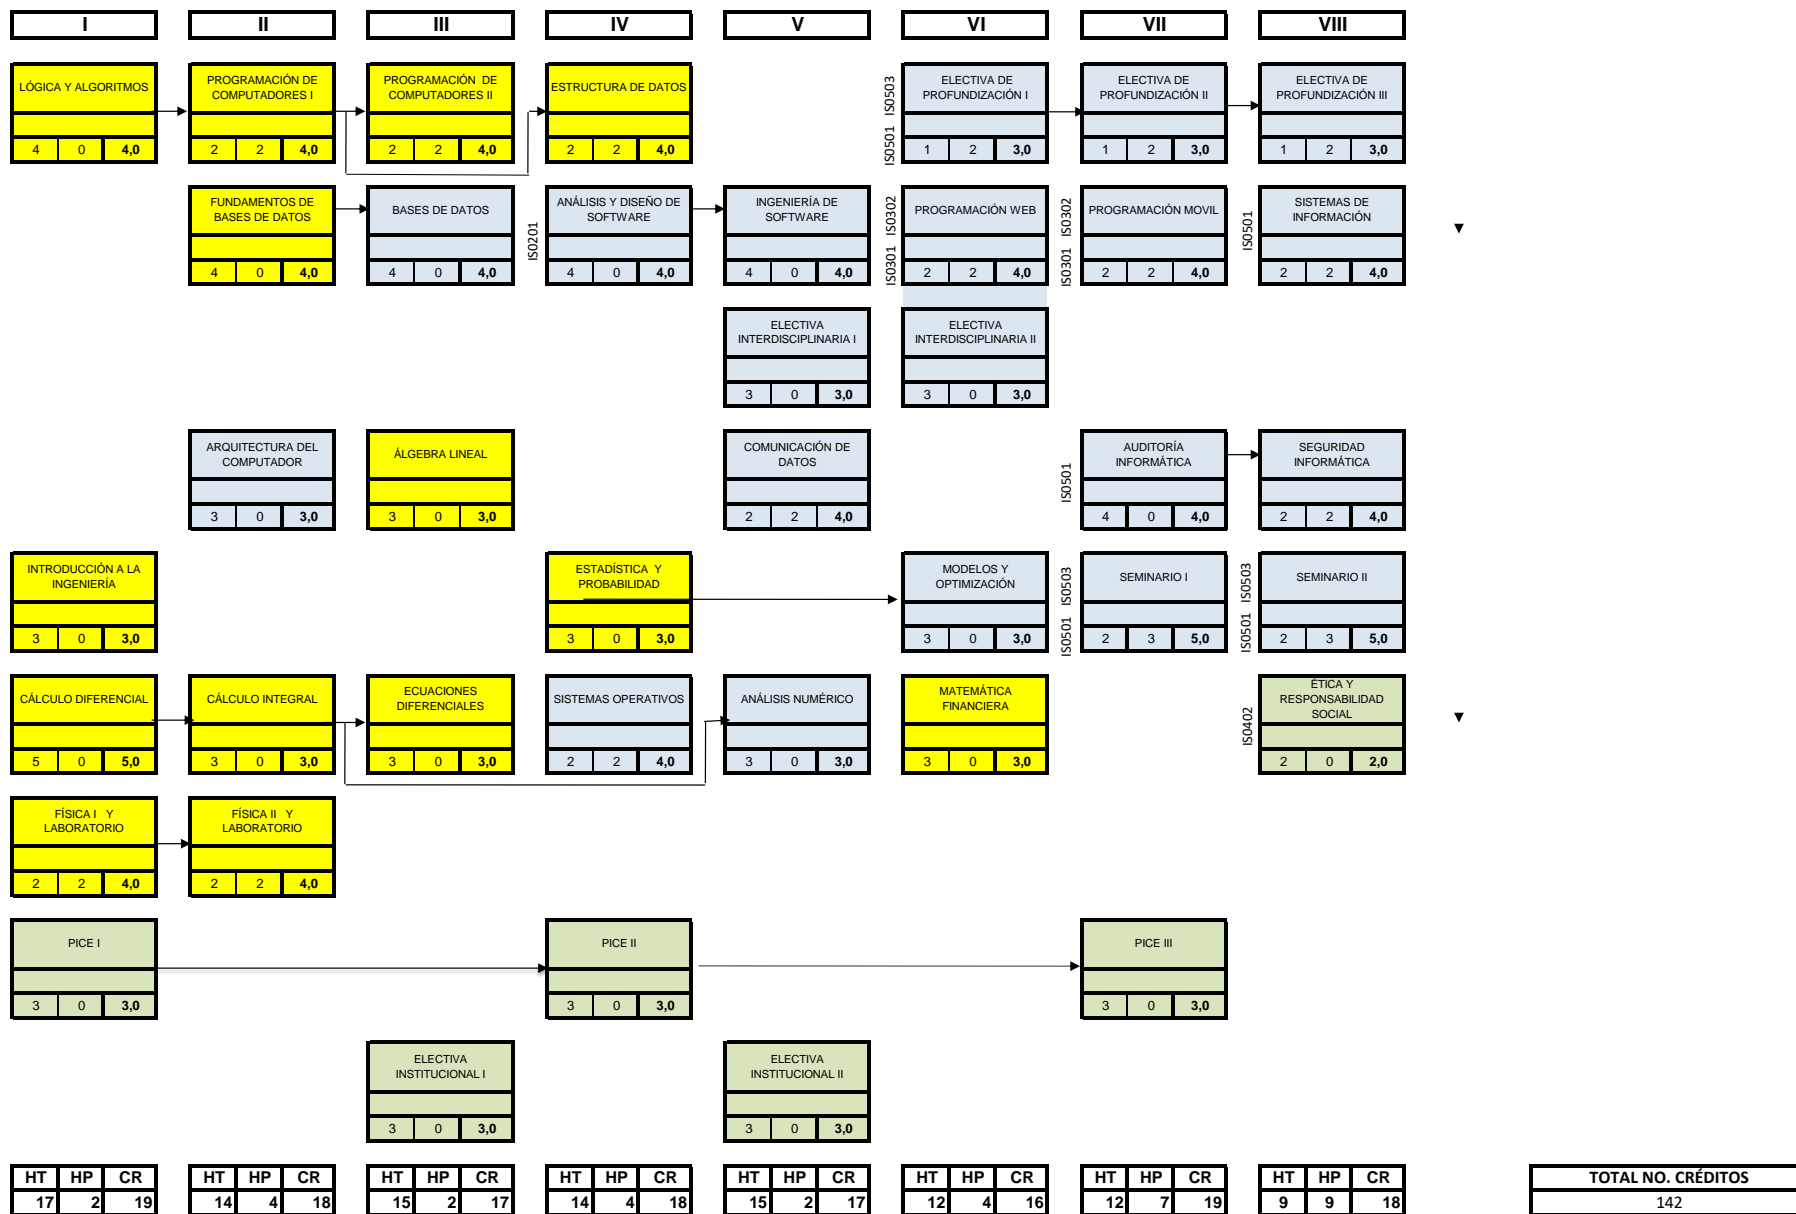 I II III IV V VI VII VIII
LÓGICA Y ALGORITMOS
4 0 4,0
PROGRAMACIÓN DE
COMPUTADORES I
2 2 4,0
PROGRAMACIÓN DE
COMPUTADORES II
2 2 4,0
ESTRUCTURA DE DATOS
2 2 4,0
IS0501 IS0503
ELECTIVA DE
PROFUNDIZACIÓN I
1 2 3,0
ELECTIVA DE
PROFUNDIZACIÓN II
1 2 3,0
ELECTIVA DE
PROFUNDIZACIÓN III
1 2 3,0
FUNDAMENTOS DE
BASES DE DATOS
4 0 4,0
BASES DE DATOS
4 0 4,0
IS0201
ANÁLISIS Y DISEÑO DE
SOFTWARE
4 0 4,0
INGENIERÍA DE
SOFTWARE
4 0 4,0
IS0301 IS0302
PROGRAMACIÓN WEB
2 2 4,0
IS0301 IS0302
PROGRAMACIÓN MOVIL
2 2 4,0
IS0501
SISTEMAS DE
INFORMACIÓN
2 2 4,0
ELECTIVA
INTERDISCIPLINARIA I
3 0 3,0
ELECTIVA
INTERDISCIPLINARIA II
3 0 3,0
ARQUITECTURA DEL
COMPUTADOR
3 0 3,0
ÁLGEBRA LINEAL
3 0 3,0
COMUNICACIÓN DE
DATOS
2 2 4,0
IS0501
AUDITORÍA
INFORMÁTICA
4 0 4,0
SEGURIDAD
INFORMÁTICA
2 2 4,0
INTRODUCCIÓN A LA
INGENIERÍA
3 0 3,0
ESTADÍSTICA Y
PROBABILIDAD
3 0 3,0
MODELOS Y
OPTIMIZACIÓN
3 0 3,0
IS0501 IS0503
SEMINARIO I
2 3 5,0
IS0501 IS0503
SEMINARIO II
2 3 5,0
CÁLCULO DIFERENCIAL
5 0 5,0
CÁLCULO INTEGRAL
3 0 3,0
ECUACIONES
DIFERENCIALES
3 0 3,0
SISTEMAS OPERATIVOS
2 2 4,0
ANÁLISIS NUMÉRICO
3 0 3,0
MATEMÁTICA
FINANCIERA
3 0 3,0
IS0402
ÉTICA Y
RESPONSABILIDAD
SOCIAL
2 0 2,0
FÍSICA I Y
LABORATORIO
2 2 4,0
FÍSICA II Y
LABORATORIO
2 2 4,0
PICE I
3 0 3,0
PICE II
3 0 3,0
PICE III
3 0 3,0
ELECTIVA
INSTITUCIONAL I
3 0 3,0
ELECTIVA
INSTITUCIONAL II
3 0 3,0
HT HP CR HT HP CR HT HP CR HT HP CR HT HP CR HT HP CR HT HP CR HT HP CR TOTAL NO. CRÉDITOS
17 2 19 14 4 18 15 2 17 14 4 18 15 2 17 12 4 16 12 7 19 9 9 18 142